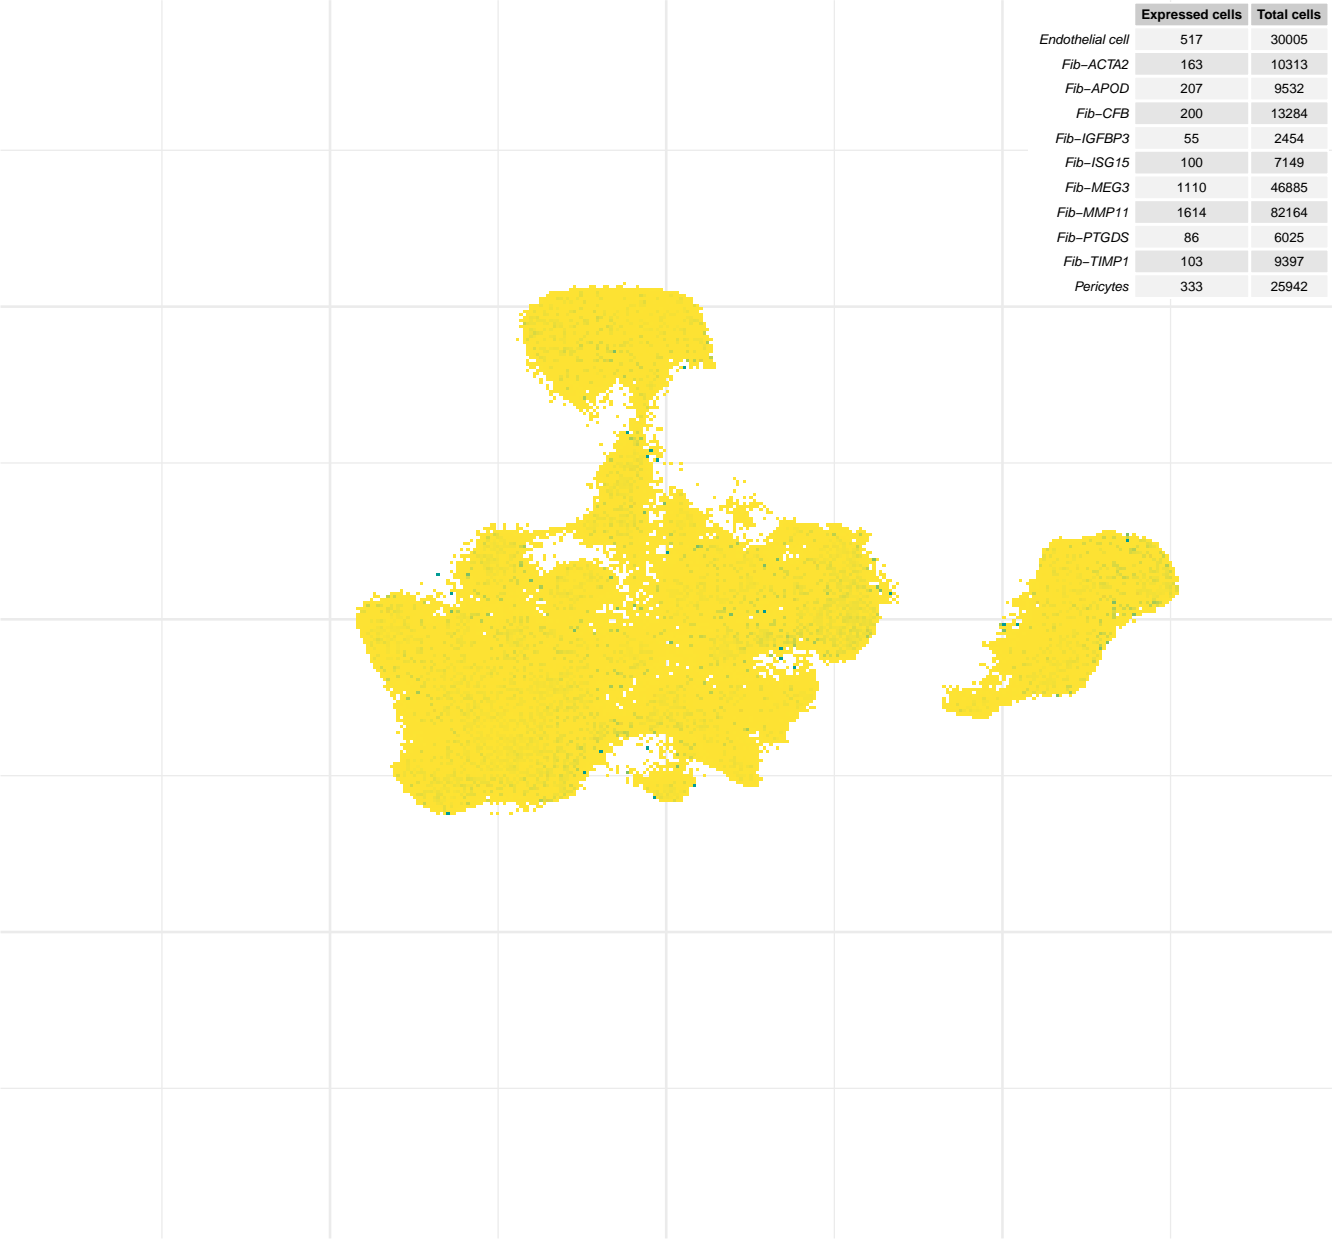 Expressed cells Total cells
Endothelial cell 517 30005
Fib−ACTA2 163 10313
Fib−APOD 207 9532
Fib−CFB 200 13284
Fib−IGFBP3 55 2454
Fib−ISG15 100 7149
Fib−MEG3 1110 46885
Fib−MMP11 1614 82164
Fib−PTGDS 86 6025
Fib−TIMP1 103 9397
Pericytes 333 25942